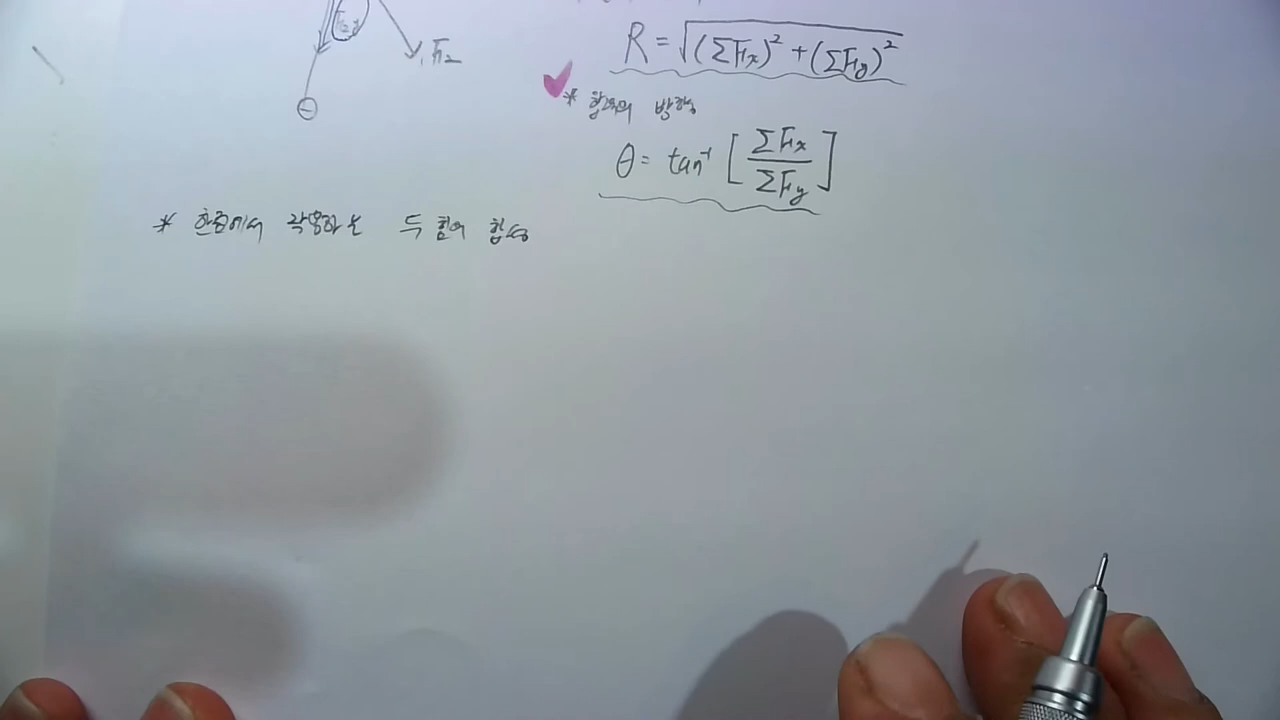 F₂
R = √(ΣFx)² + (ΣFy)²
* 합력의 방향
θ = tan⁻¹ [ΣFx / ΣFy]
* 한점에서 작용하는 두 힘의 합성